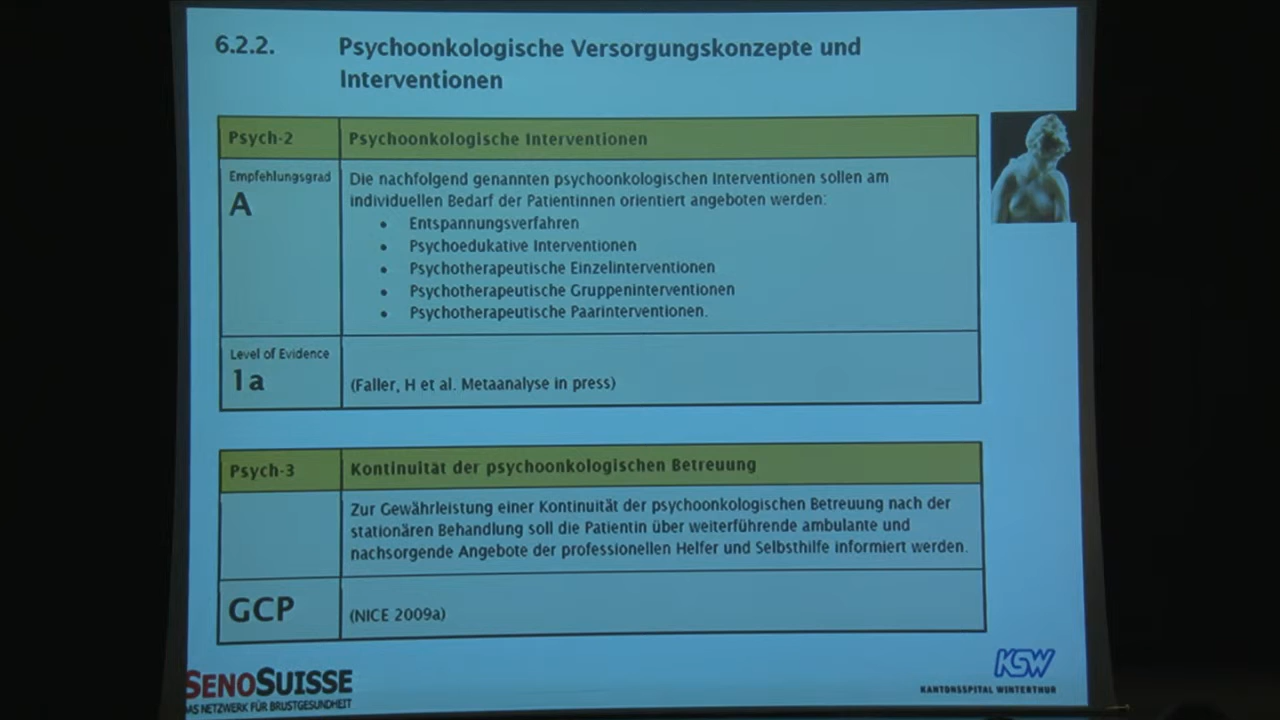 6.2.2. Psychoonkologische Versorgungskonzepte und
Interventionen
Psych-2 Psychoonkologische Interventionen
Empfehlungsgrad
A
Die nachfolgend genannten psychoonkologischen Interventionen sollen am
individuellen Bedarf der Patientinnen orientiert angeboten werden:
• Entspannungsverfahren
• Psychoedukative Interventionen
• Psychotherapeutische Einzelinterventionen
• Psychotherapeutische Gruppeninterventionen
• Psychotherapeutische Paarinterventionen.
Level of Evidence
1a
(Faller, H et al. Metaanalyse in press)
Psych-3 Kontinuität der psychoonkologischen Betreuung
Zur Gewährleistung einer Kontinuität der psychoonkologischen Betreuung nach der
stationären Behandlung soll die Patientin über weiterführende ambulante und
nachsorgende Angebote der professionellen Helfer und Selbsthilfe informiert werden.
GCP (NICE 2009a)
SENOSUISSE
AS NETZWERK FÜR BRUSTGESUNDHEIT
KSW
KANTONSSPITAL WINTERTHUR